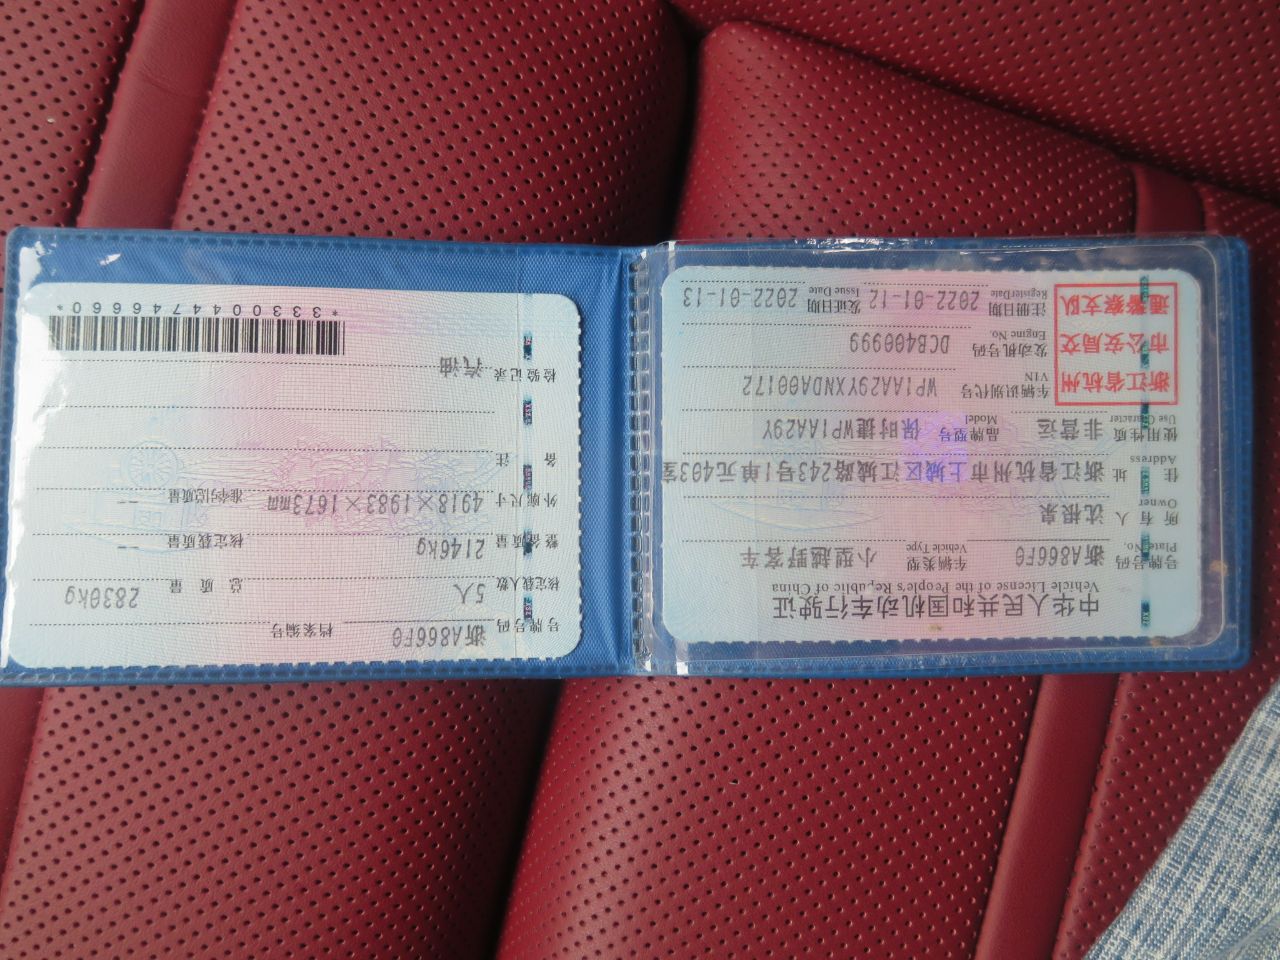 中华人民共和国机动车行驶证
Vehicle License of the People's Republic of China
号牌号码 Plate No. 浙A866F0 车辆类型 Vehicle Type 小型越野客车
所有人 Owner 沈根泉
住址 Address 浙江省杭州市上城区江城路243号1单元403室
使用性质 Use Character 非营运 品牌型号 Model 保时捷WP1AA29Y
车辆识别代号 VIN WP1AA29YXNDA00172
发动机号码 Engine No. DCB400999
注册日期 Register Date 2022-01-12 发证日期 Issue Date 2022-01-13
浙江省杭州
市公安局交
通警察支队
号牌号码 浙A866F0 档案编号
核定载人数 5人 总质量 2830kg
整备质量 2146kg 核定载质量 --
外廓尺寸 4918×1983×1673mm 准牵引总质量 --
备注
检验记录 汽油
*3330044746660*